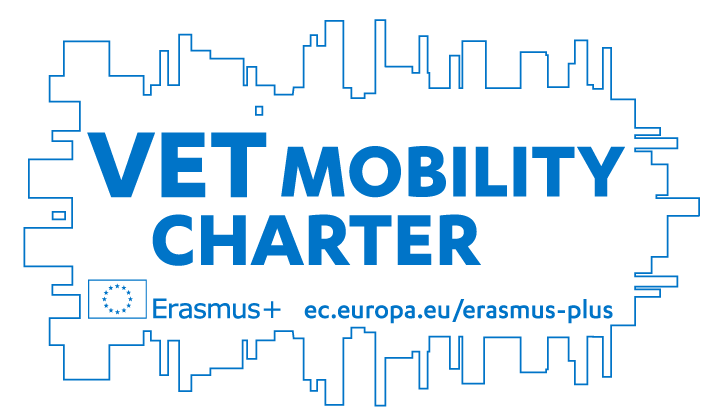 VET MOBILITY
CHARTER
Erasmus+ ec.europa.eu/erasmus-plus